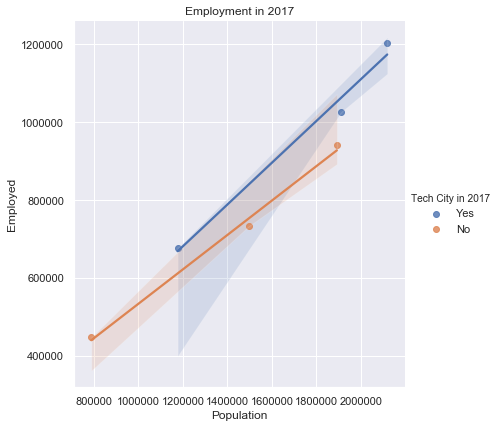 Employment in 2017
1200000
1000000
800000
600000
400000
Employed
800000 1000000 1200000 1400000 1600000 1800000 2000000
Population
Tech City in 2017
Yes
No